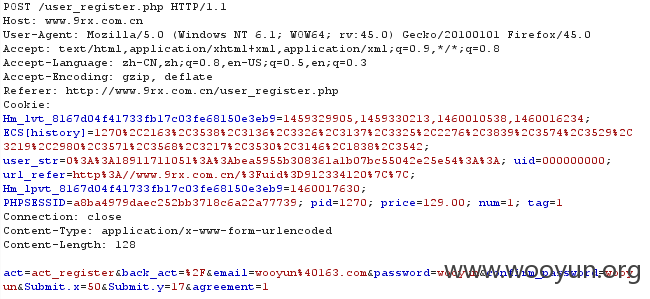 POST /user_register.php HTTP/1.1
Host: www.9rx.com.cn
User-Agent: Mozilla/5.0 (Windows NT 6.1; WOW64; rv:45.0) Gecko/20100101 Firefox/45.0
Accept: text/html,application/xhtml+xml,application/xml;q=0.9,*/*;q=0.8
Accept-Language: zh-CN,zh;q=0.8,en-US;q=0.5,en;q=0.3
Accept-Encoding: gzip, deflate
Referer: http://www.9rx.com.cn/user_register.php
Cookie:
Hm_lvt_8167d04f41733fb17c03fe68150e3eb9=1459329905,1459330213,1460010538,1460016234;
ECS[history]=1270%2C2163%2C3538%2C3136%2C3326%2C3137%2C3325%2C2276%2C3839%2C3574%2C3529%2C
3219%2C2980%2C3571%2C3568%2C3217%2C3530%2C3146%2C1838%2C3542;
user_str=0%3A%3A18911711051%3A%3Abea5955b308361a1b07bc55042e25e54%3A%3A; uid=000000000;
url_refer=http%3A//www.9rx.com.cn/%3Fuid%3D912334120%7C%7C;
Hm_lpvt_8167d04f41733fb17c03fe68150e3eb9=1460017630;
PHPSESSID=a8ba4979daec252bb3718c6a22a77739; pid=1270; price=129.00; num=1; tag=1
Connection: close
Content-Type: application/x-www-form-urlencoded
Content-Length: 128
act=act_register&back_act=%2F&email=wooyun%40163.com&password=wooyun&confirm_password=wooy
un&Submit.x=50&Submit.y=17&agreement=1
www.wooyun.org